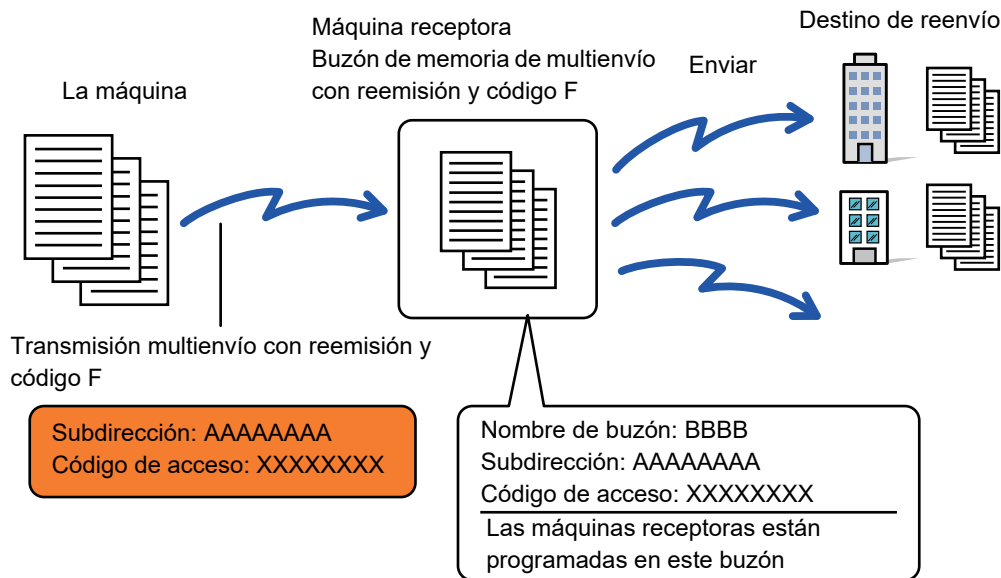 La máquina
Máquina receptora
Buzón de memoria de multienvío
con reemisión y código F
Enviar
Destino de reenvío
Transmisión multienvío con reemisión y
código F
Subdirección: AAAAAAAA
Código de acceso: XXXXXXXX
Nombre de buzón: BBBB
Subdirección: AAAAAAAA
Código de acceso: XXXXXXXX
Las máquinas receptoras están
programadas en este buzón